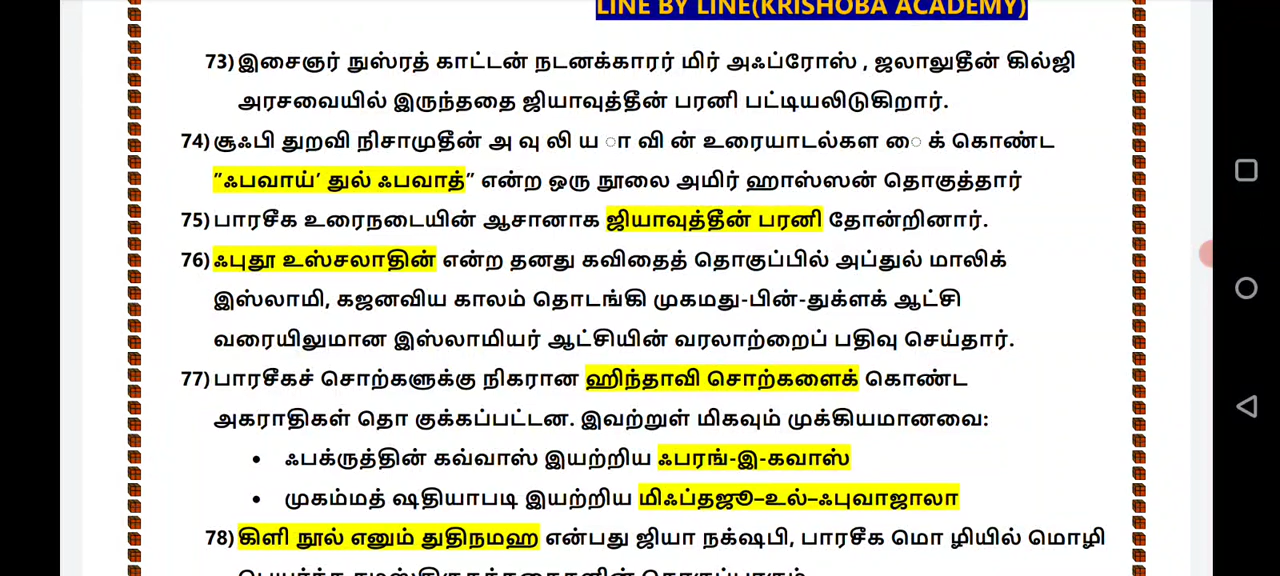 LINE BY LINE(KRISHOBA ACADEMY)
73) இசைஞர் நுஸ்ரத் காட்டன் நடனக்காரர் மிர் அஃப்ரோஸ் , ஜலாலுதீன் கில்ஜி
அரசவையில் இருந்ததை ஜியாவுத்தீன் பரனி பட்டியலிடுகிறார்.
74) சூஃபி துறவி நிசாமுதீன் அ வு லி ய ா வி ன் உரையாடல்கள ை க் கொண்ட
"ஃபவாய்' துல் ஃபவாத்" என்ற ஒரு நூலை அமிர் ஹாஸ்ஸன் தொகுத்தார்
75) பாரசீக உரைநடையின் ஆசானாக ஜியாவுத்தீன் பரனி தோன்றினார்.
76) ஃபுதூ உஸ்சலாதின் என்ற தனது கவிதைத் தொகுப்பில் அப்துல் மாலிக்
இஸ்லாமி, கஜனவிய காலம் தொடங்கி முகமது-பின்-துக்ளக் ஆட்சி
வரையிலுமான இஸ்லாமியர் ஆட்சியின் வரலாற்றைப் பதிவு செய்தார்.
77) பாரசீகச் சொற்களுக்கு நிகரான ஹிந்தாவி சொற்களைக் கொண்ட
அகராதிகள் தொ குக்கப்பட்டன. இவற்றுள் மிகவும் முக்கியமானவை:
• ஃபக்ருத்தின் கவ்வாஸ் இயற்றிய ஃபரங்-இ-கவாஸ்
• முகம்மத் ஷதியாபடி இயற்றிய மிஃப்தஜூ–உல்–ஃபுவாஜாலா
78) கிளி நூல் எனும் துதிநமஹ என்பது ஜியா நக்‌ஷபி, பாரசீக மொ ழியில் மொழி